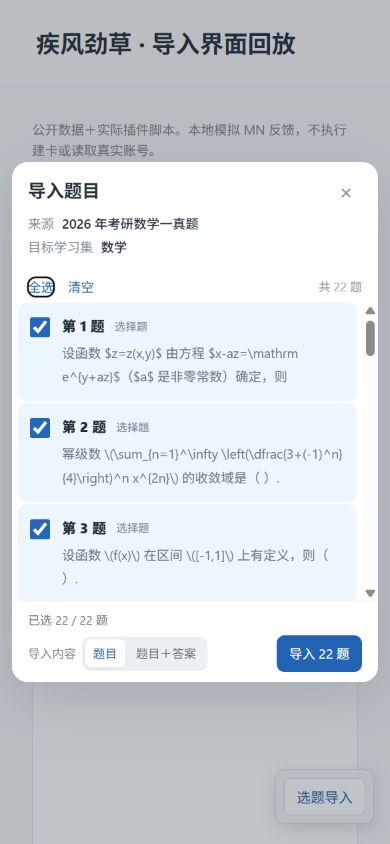 疾风劲草 · 导入界面回放
公开数据＋实际插件脚本。本地模拟 MN 反馈，不执行
建卡或读取真实账号。
导入题目 ×
来源 2026 年考研数学一真题
目标学习集 数学
全选 清空 共 22 题
第 1 题 选择题
设函数 $z=z(x,y)$ 由方程 $x-az=\mathrm
e^{y+az}$（$a$ 是非零常数）确定，则
第 2 题 选择题
幂级数 \(\sum_{n=1}^\infty \left(\dfrac{3+(-1)^n}
{4}\right)^n x^{2n}\) 的收敛域是（ ）.
第 3 题 选择题
设函数 \(f(x)\) 在区间 \([-1,1]\) 上有定义，则（
）.
已选 22 / 22 题
导入内容 题目 题目＋答案 导入 22 题
选题导入